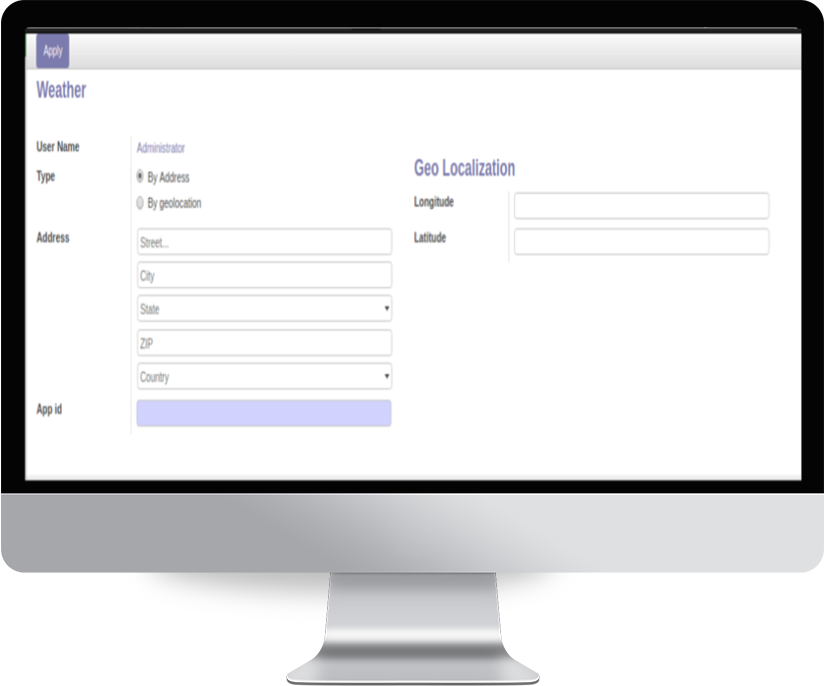 Apply
Weather
User Name Administrator
Type By Address
By geolocation
Address Street...
City
State
ZIP
Country
App id
Geo Localization
Longitude
Latitude